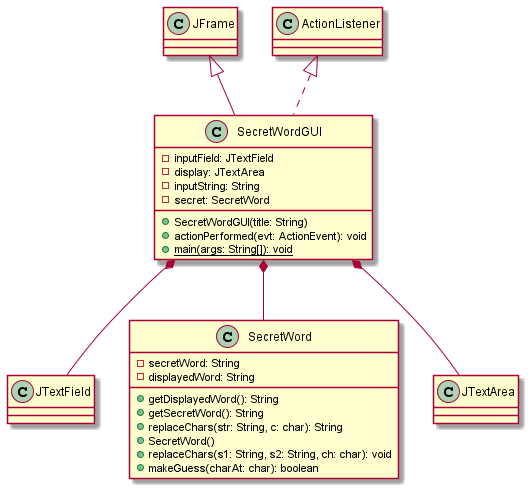 C JFrame
C ActionListener
C SecretWordGUI
inputField: JTextField
display: JTextArea
inputString: String
secret: SecretWord
SecretWordGUI(title: String)
actionPerformed(evt: ActionEvent): void
main(args: String[]): void
C JTextField
C SecretWord
secretWord: String
displayedWord: String
getDisplayedWord(): String
getSecretWord(): String
replaceChars(str: String, c: char): String
SecretWord()
replaceChars(s1: String, s2: String, ch: char): void
makeGuess(charAt: char): boolean
C JTextArea